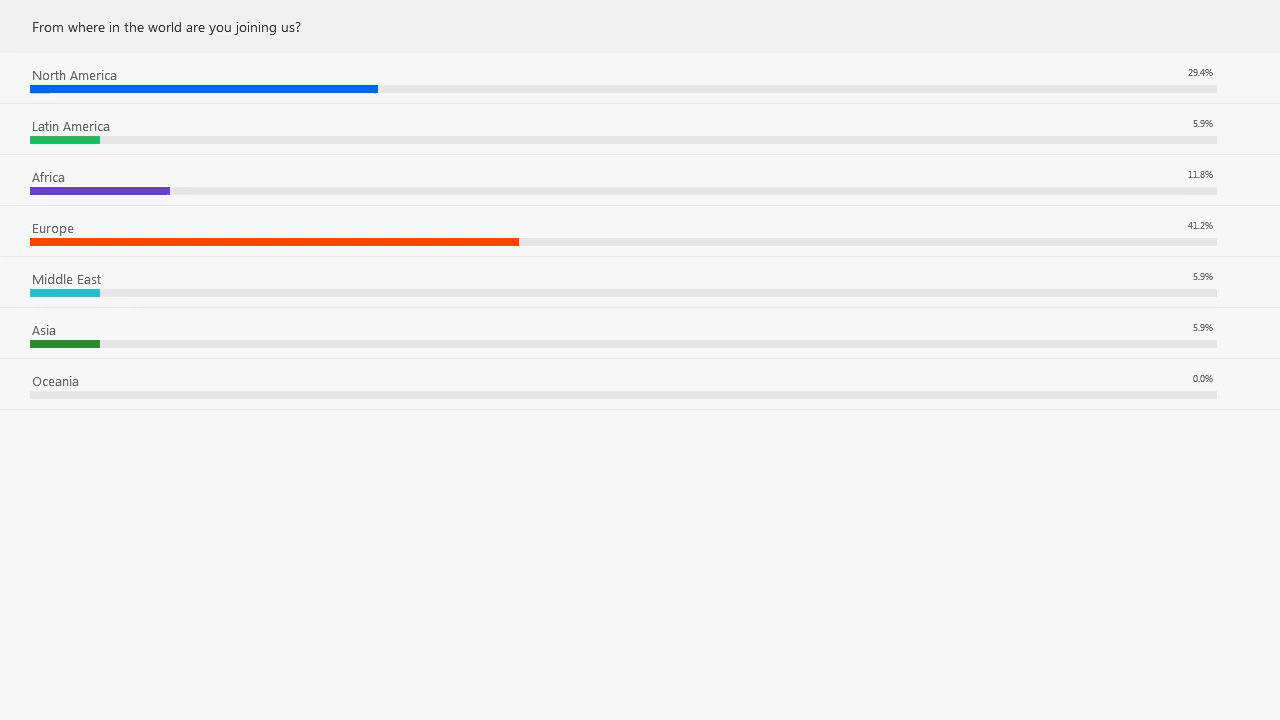 From where in the world are you joining us?
North America 29.4%
Latin America 5.9%
Africa 11.8%
Europe 41.2%
Middle East 5.9%
Asia 5.9%
Oceania 0.0%